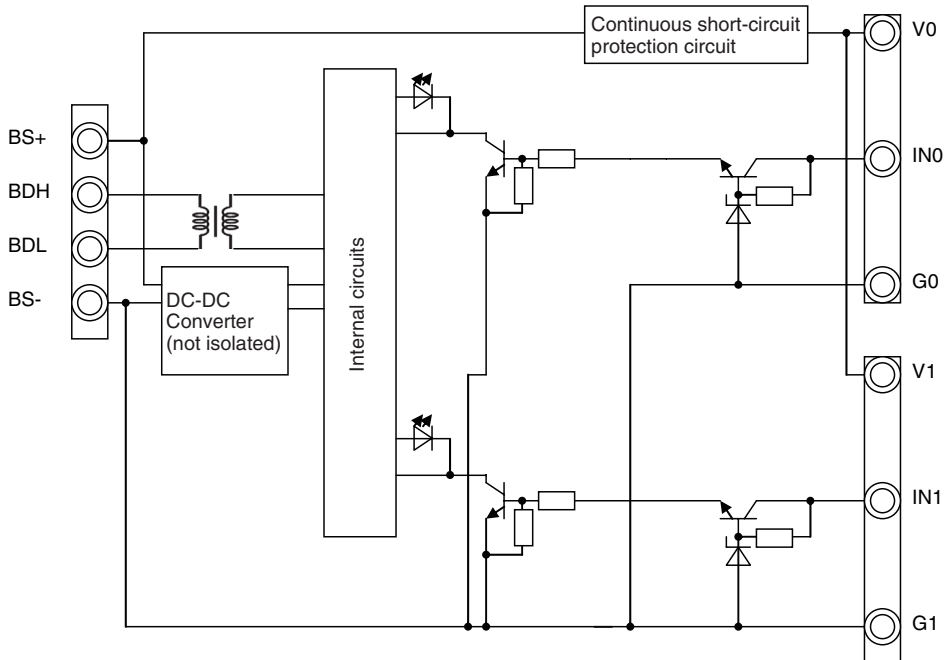 Continuous short-circuit
protection circuit
V0
BS+
IN0
BDH
BDL
Internal circuits
G0
BS-
DC-DC
Converter
(not isolated)
V1
IN1
G1